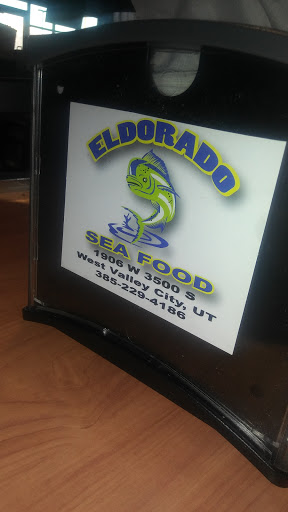 ELDORADO
SEA FOOD
1906 W 3500 S
West Valley City, UT
385-229-4186